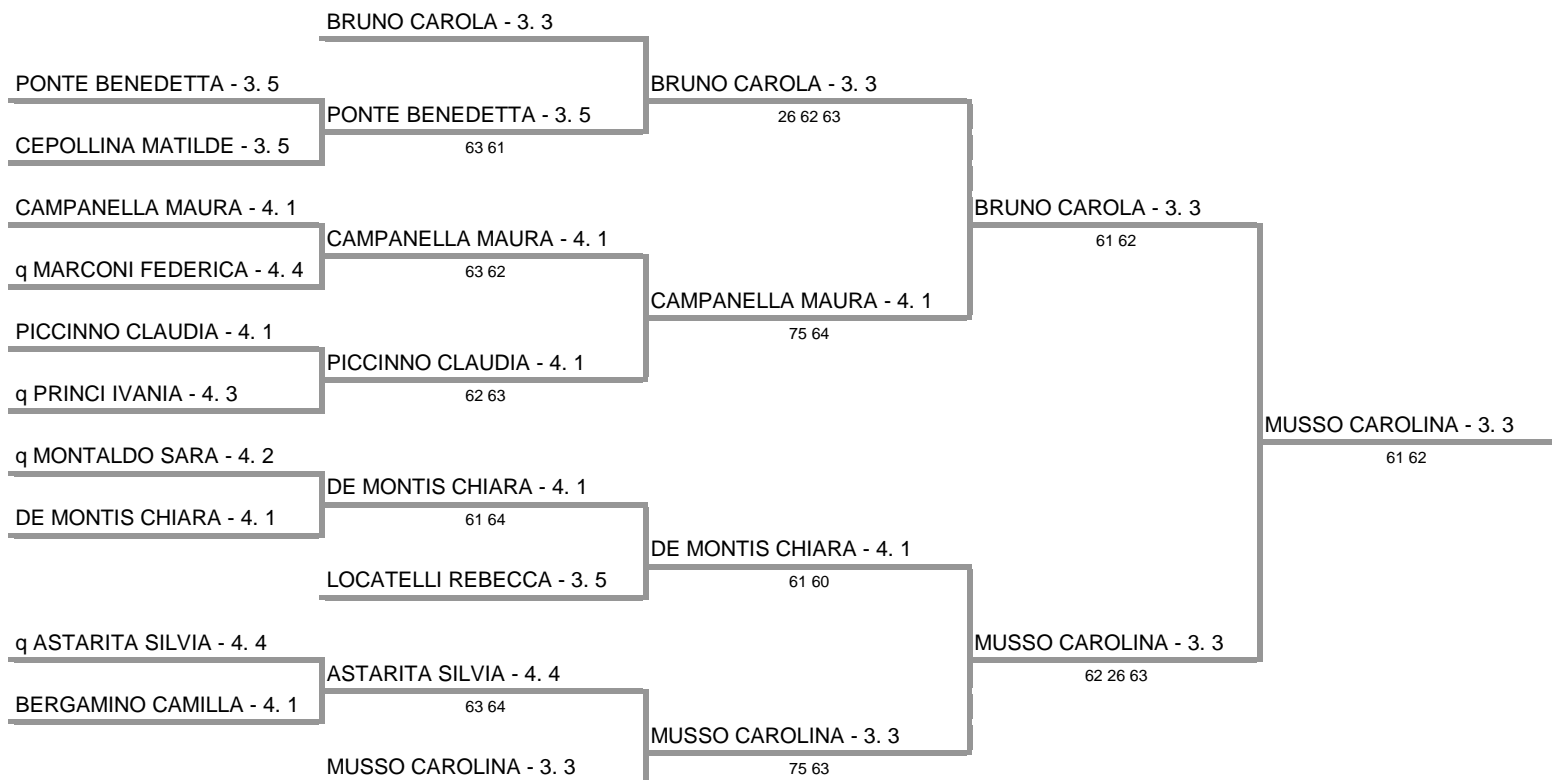 BRUNO CAROLA - 3. 3
PONTE BENEDETTA - 3. 5
BRUNO CAROLA - 3. 3
PONTE BENEDETTA - 3. 5
26 62 63
CEPOLLINA MATILDE - 3. 5
63 61
CAMPANELLA MAURA - 4. 1
BRUNO CAROLA - 3. 3
CAMPANELLA MAURA - 4. 1
61 62
q MARCONI FEDERICA - 4. 4
63 62
CAMPANELLA MAURA - 4. 1
PICCINNO CLAUDIA - 4. 1
75 64
PICCINNO CLAUDIA - 4. 1
q PRINCI IVANIA - 4. 3
62 63
MUSSO CAROLINA - 3. 3
q MONTALDO SARA - 4. 2
61 62
DE MONTIS CHIARA - 4. 1
DE MONTIS CHIARA - 4. 1
61 64
DE MONTIS CHIARA - 4. 1
LOCATELLI REBECCA - 3. 5
61 60
q ASTARITA SILVIA - 4. 4
MUSSO CAROLINA - 3. 3
ASTARITA SILVIA - 4. 4
62 26 63
BERGAMINO CAMILLA - 4. 1
63 64
MUSSO CAROLINA - 3. 3
MUSSO CAROLINA - 3. 3
75 63